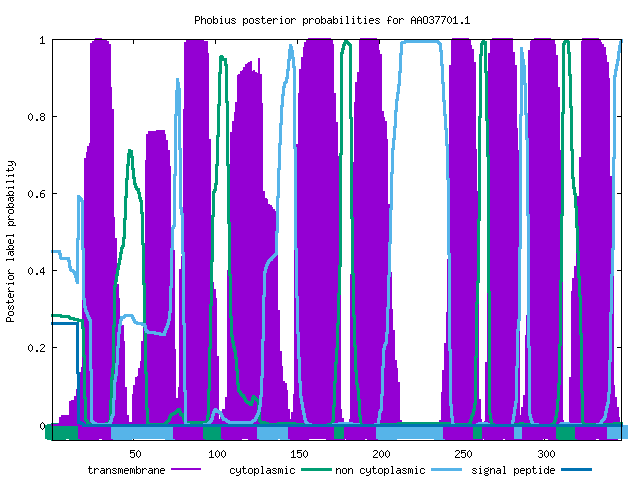 Phobius posterior probabilities for AAO37701.1
1
0.8
0.6
0.4
0.2
0
Posterior label probability
50
100
150
200
250
300
transmembrane
cytoplasmic
non cytoplasmic
signal peptide